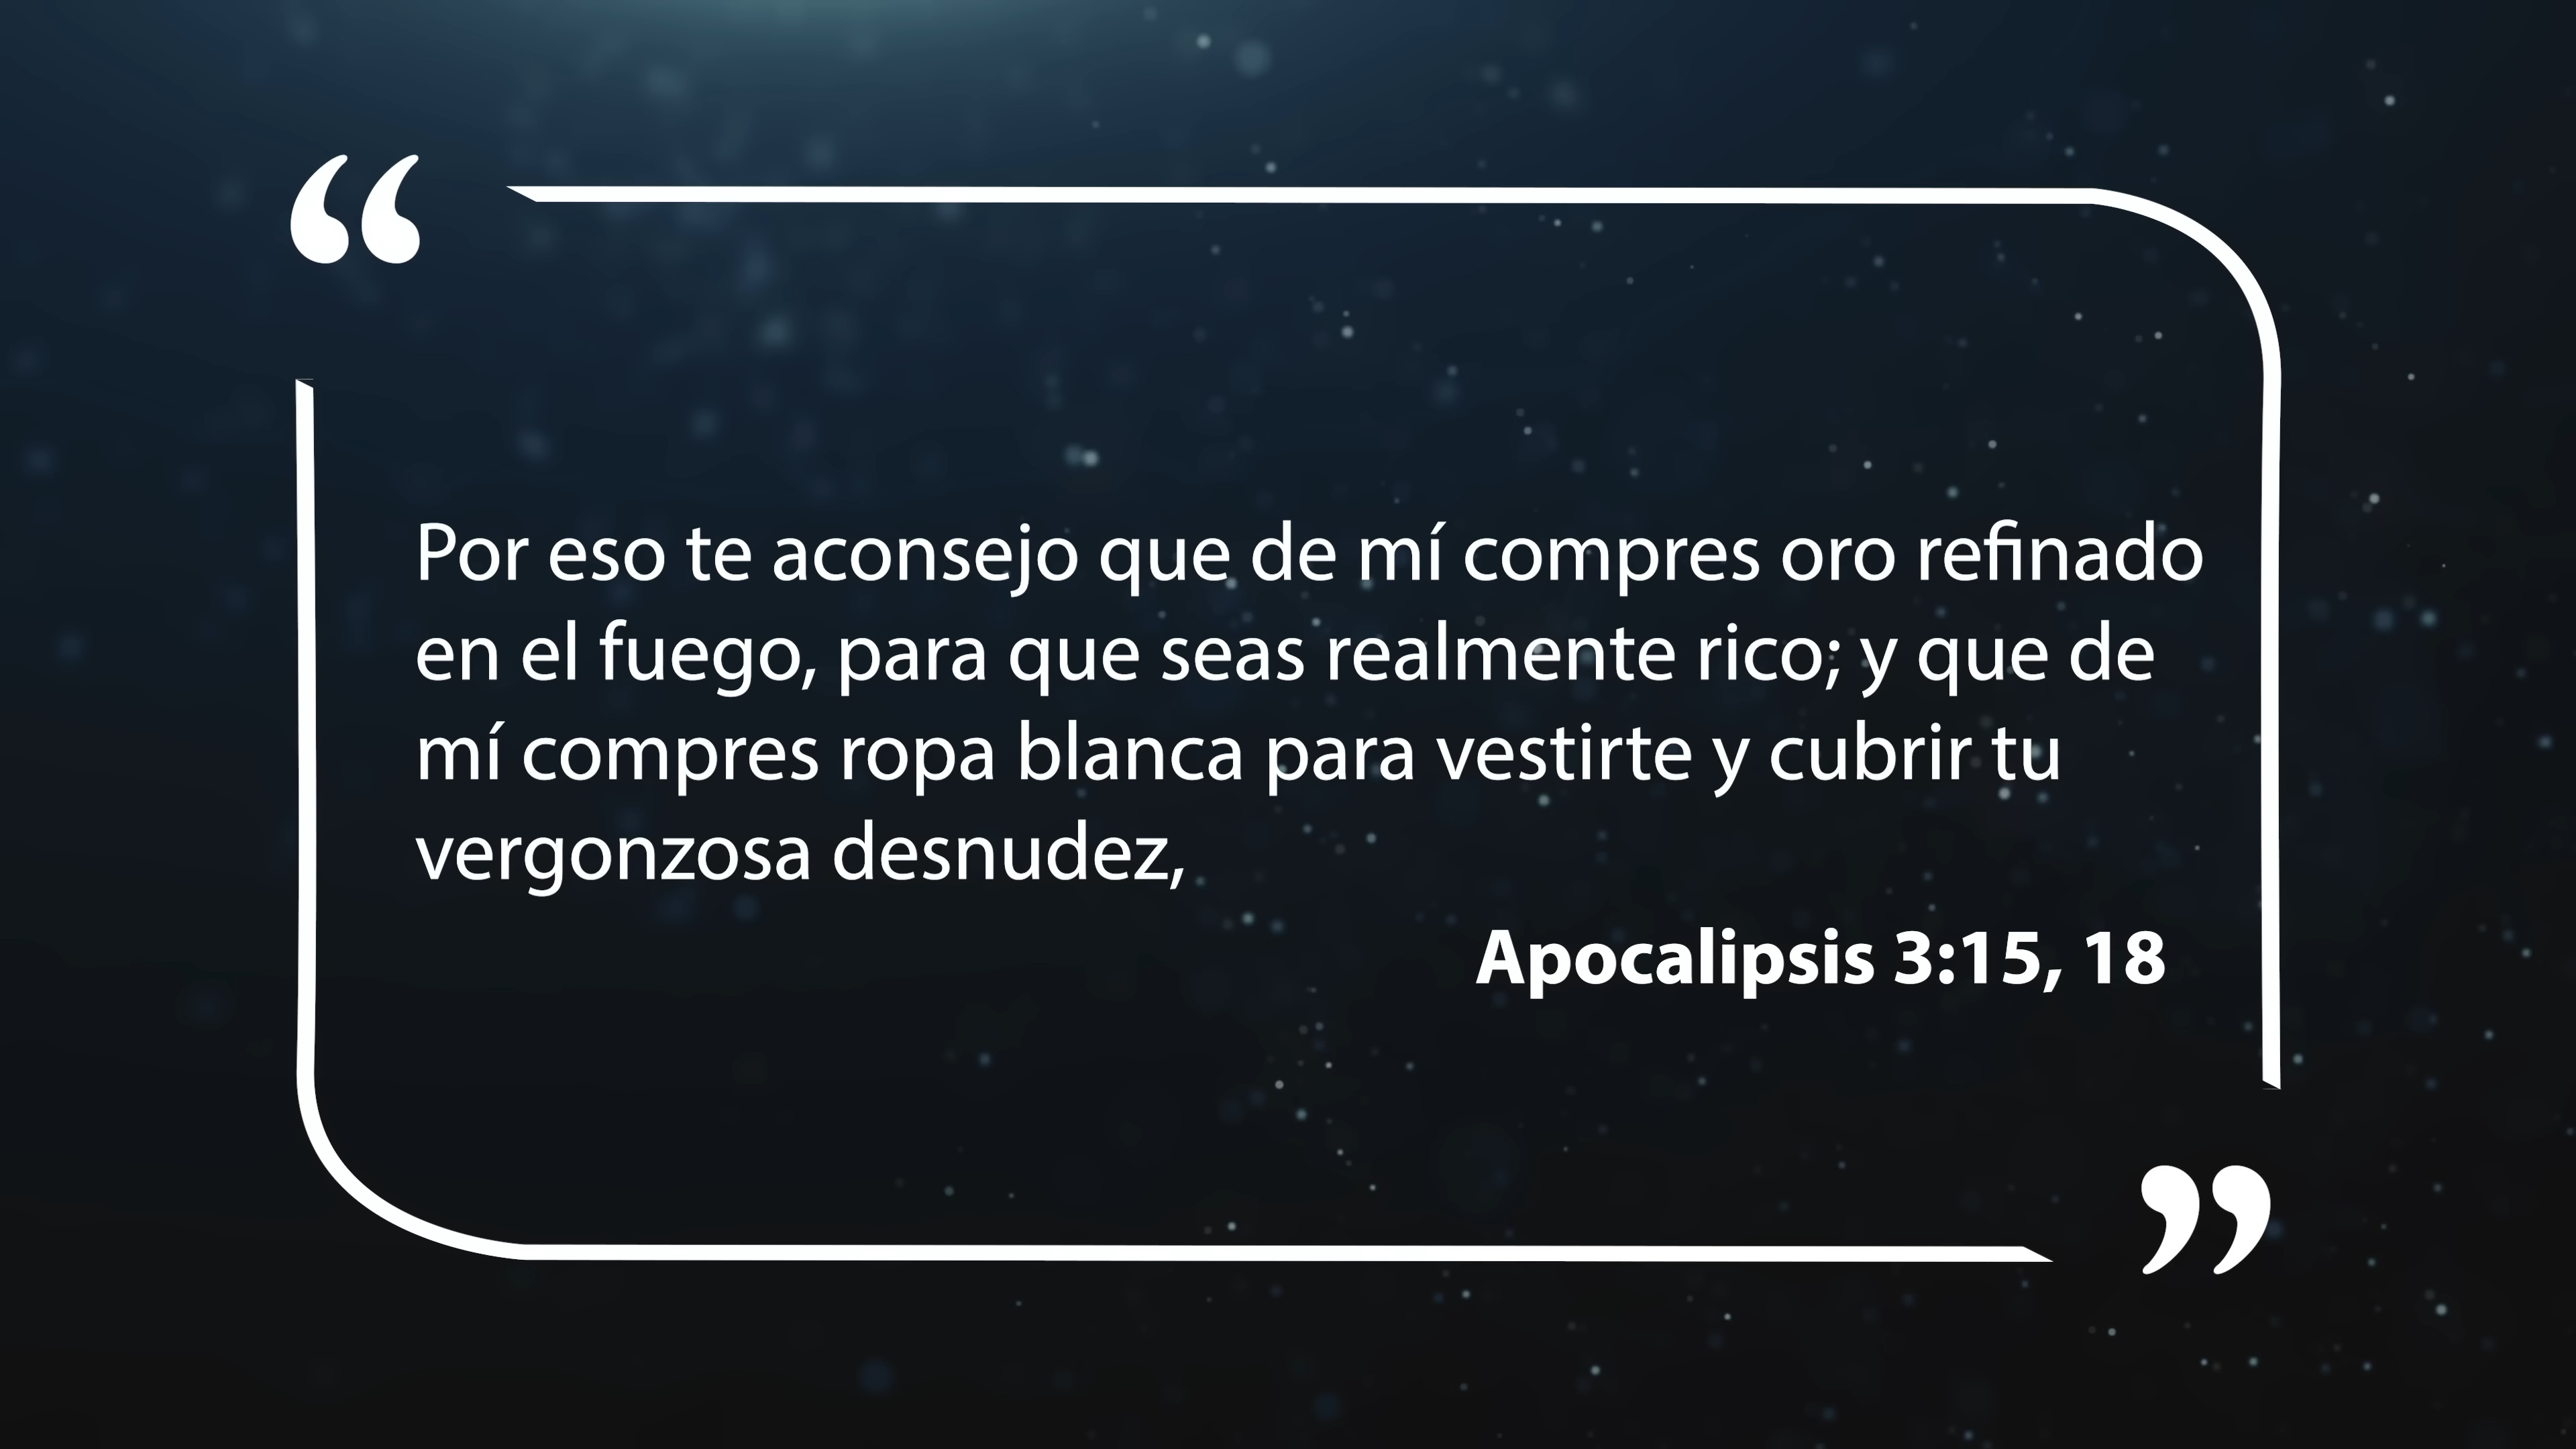 “
Por eso te aconsejo que de mí compres oro refinado
en el fuego, para que seas realmente rico; y que de
mí compres ropa blanca para vestirte y cubrir tu
vergonzosa desnudez,
Apocalipsis 3:15, 18
”